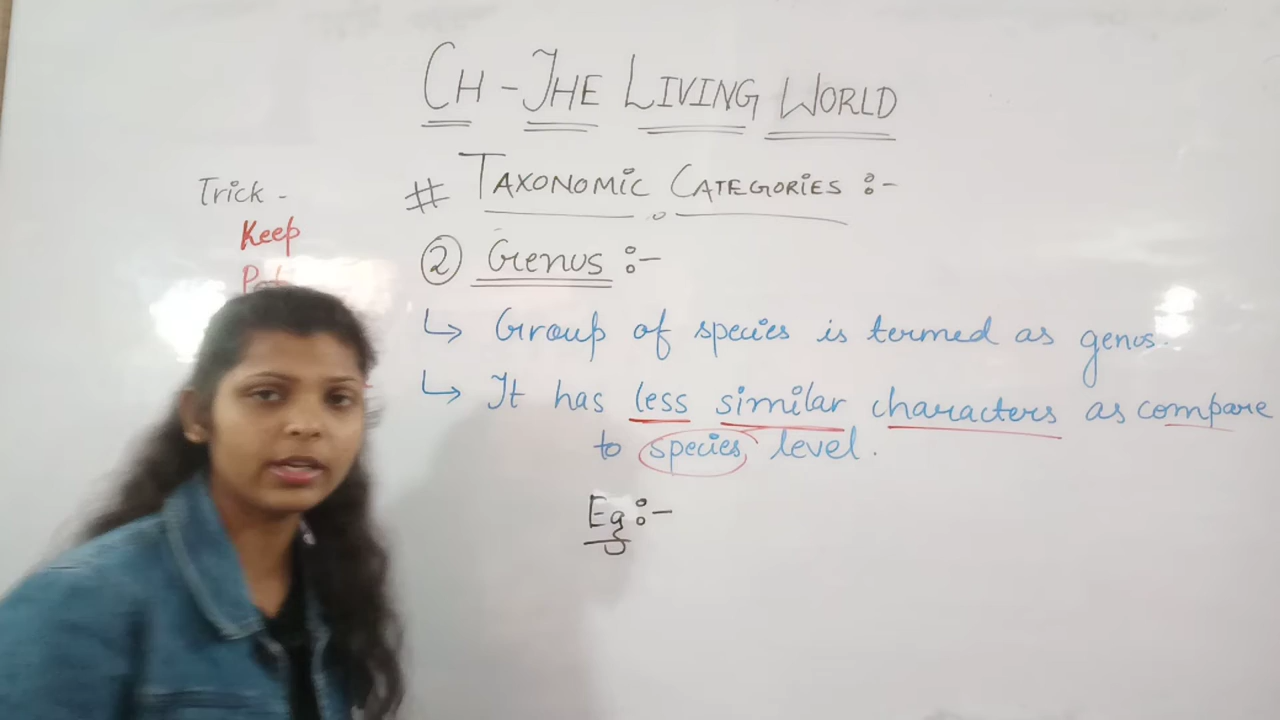 CH - THE LIVING WORLD
# TAXONOMIC CATEGORIES :-
Trick -
Keep
② Genus :-
↳ Group of species is termed as genus.
↳ It has less similar characters as compare
to species level.
Eg :-